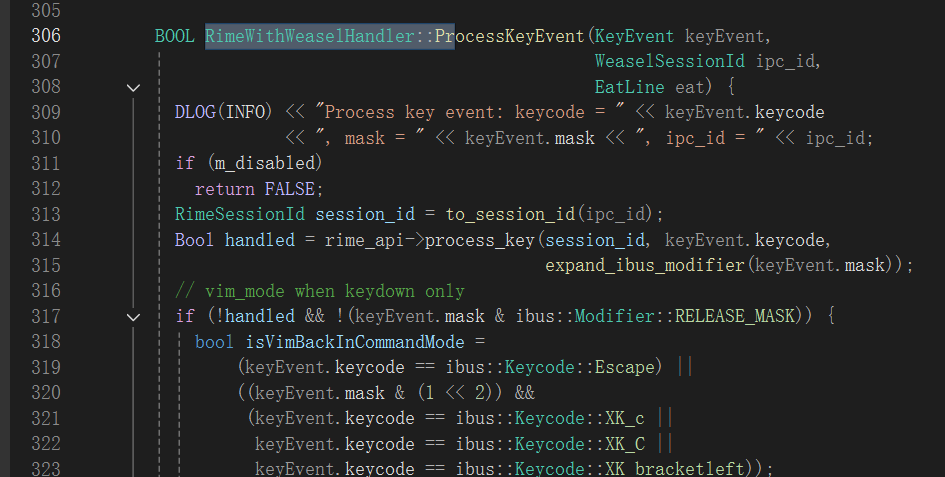 305
306 BOOL RimeWithWeaselHandler::ProcessKeyEvent(KeyEvent keyEvent,
307 WeaselSessionId ipc_id,
308 EatLine eat) {
309 DLOG(INFO) << "Process key event: keycode = " << keyEvent.keycode
310 << ", mask = " << keyEvent.mask << ", ipc_id = " << ipc_id;
311 if (m_disabled)
312 return FALSE;
313 RimeSessionId session_id = to_session_id(ipc_id);
314 Bool handled = rime_api->process_key(session_id, keyEvent.keycode,
315 expand_ibus_modifier(keyEvent.mask));
316 // vim_mode when keydown only
317 if (!handled && !(keyEvent.mask & ibus::Modifier::RELEASE_MASK)) {
318 bool isVimBackInCommandMode =
319 (keyEvent.keycode == ibus::Keycode::Escape) ||
320 ((keyEvent.mask & (1 << 2)) &&
321 (keyEvent.keycode == ibus::Keycode::XK_c ||
322 keyEvent.keycode == ibus::Keycode::XK_C ||
323 keyEvent.keycode == ibus::Keycode::XK_bracketleft));